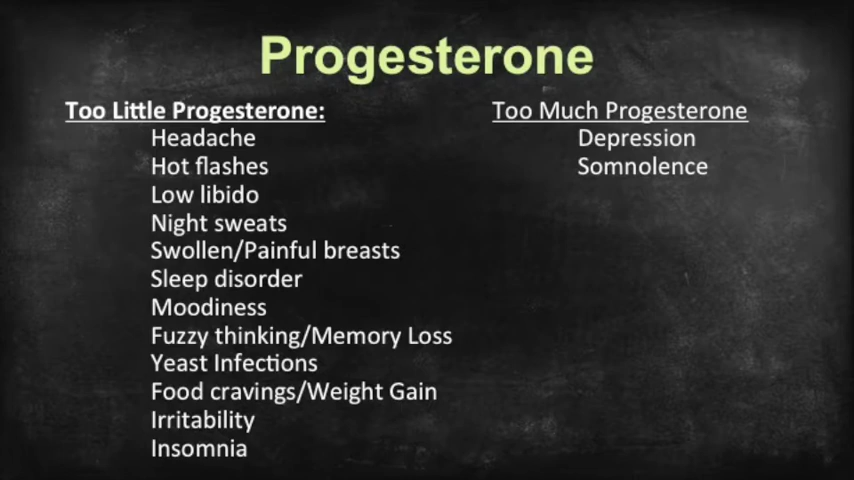 Progesterone
Too Little Progesterone:
Headache
Hot flashes
Low libido
Night sweats
Swollen/Painful breasts
Sleep disorder
Moodiness
Fuzzy thinking/Memory Loss
Yeast Infections
Food cravings/Weight Gain
Irritability
Insomnia
Too Much Progesterone
Depression
Somnolence